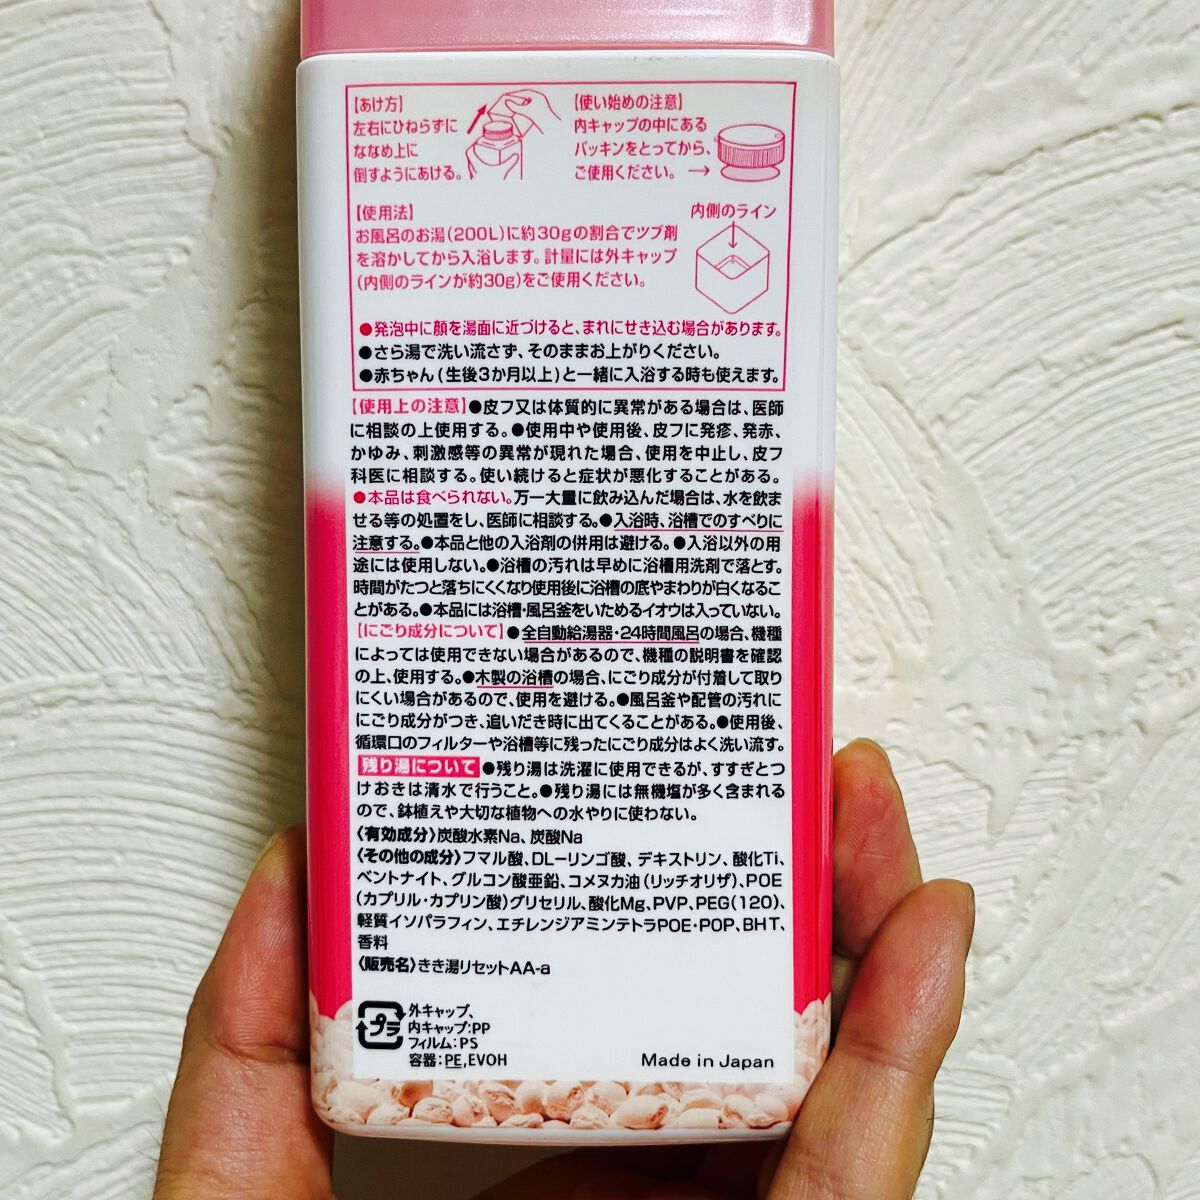 【あけ方】
左右にひねらずに
ななめ上に
倒すようにあける。
【使い始めの注意】
内キャップの中にある
パッキンをとってから、
ご使用ください。 →
【使用法】
お風呂のお湯(200L)に約30gの割合でツブ剤
を溶かしてから入浴します。計量には外キャップ
(内側のラインが約30g)をご使用ください。
内側のライン
●発泡中に顔を湯面に近づけると、まれにせき込む場合があります。
●さら湯で洗い流さず、そのままお上がりください。
●赤ちゃん(生後3か月以上)と一緒に入浴する時も使えます。
【使用上の注意】●皮フ又は体質的に異常がある場合は、医師
に相談の上使用する。●使用中や使用後、皮フに発疹、発赤、
かゆみ、刺激感等の異常が現れた場合、使用を中止し、皮フ
科医に相談する。使い続けると症状が悪化することがある。
●本品は食べられない。万一大量に飲み込んだ場合は、水を飲ま
せる等の処置をし、医師に相談する。●入浴時、浴槽でのすべりに
注意する。●本品と他の入浴剤の併用は避ける。●入浴以外の用
途には使用しない。●浴槽の汚れは早めに浴槽用洗剤で落とす。
時間がたつと落ちにくくなり使用後に浴槽の底やまわりが白くなるこ
とがある。●本品には浴槽・風呂釜をいためるイオウは入っていない。
【にごり成分について】●全自動給湯器・24時間風呂の場合、機種
によっては使用できない場合があるので、機種の説明書を確認
の上、使用する。●木製の浴槽の場合、にごり成分が付着して取り
にくい場合があるので、使用を避ける。●風呂釜や配管の汚れに
にごり成分がつき、追いだき時に出てくることがある。●使用後、
循環口のフィルターや浴槽等に残ったにごり成分はよく洗い流す。
残り湯について ●残り湯は洗濯に使用できるが、すすぎとつ
けおきは清水で行うこと。●残り湯には無機塩が多く含まれる
ので、鉢植えや大切な植物への水やりに使わない。
〈有効成分〉炭酸水素Na、炭酸Na
〈その他の成分〉フマル酸、DL-リンゴ酸、デキストリン、酸化Ti、
ベントナイト、グルコン酸亜鉛、コメヌカ油(リッチオリザ)、POE
(カプリル・カプリン酸)グリセリル、酸化Mg、PVP、PEG(120)、
軽質イソパラフィン、エチレンジアミンテトラPOE・POP、BHT、
香料
〈販売名〉きき湯リセットAA-a
プラ
外キャップ、
内キャップ:PP
フィルム:PS
容器:PE,EVOH
Made in Japan